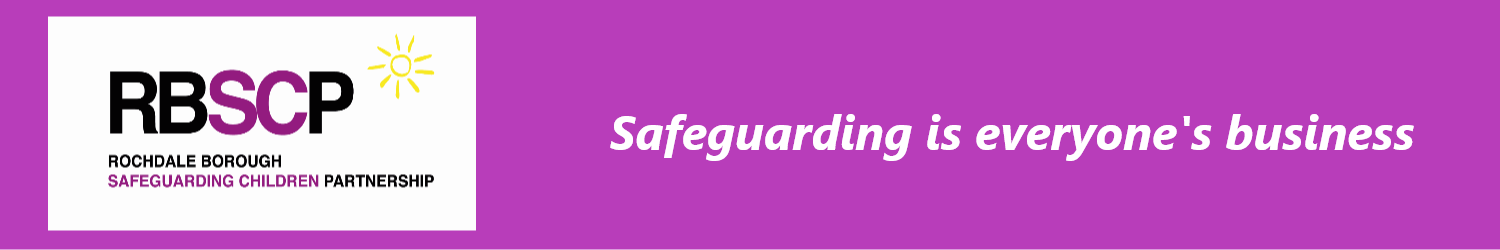 RBSCP
ROCHDALE BOROUGH
SAFEGUARDING CHILDREN PARTNERSHIP
Safeguarding is everyone's business